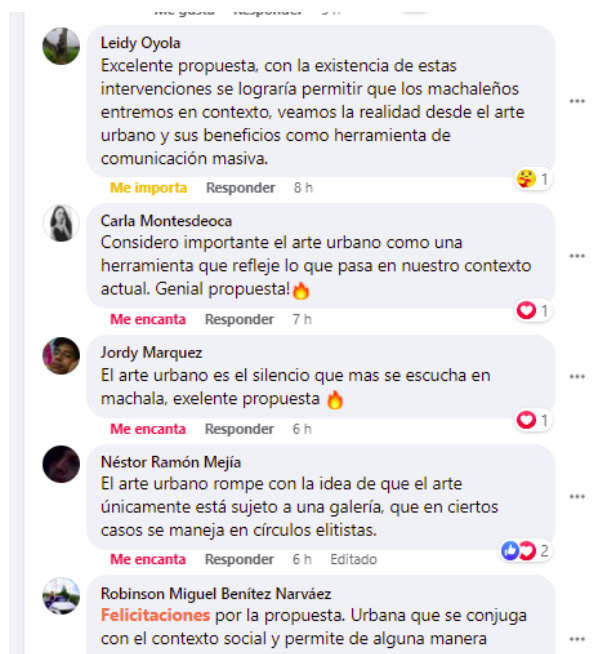 Me gusta Responder
Leidy Oyola
Excelente propuesta, con la existencia de estas
intervenciones se lograría permitir que los machaleños
entremos en contexto, veamos la realidad desde el arte
urbano y sus beneficios como herramienta de
comunicación masiva.
Me importa Responder 8 h
1
Carla Montesdeoca
Considero importante el arte urbano como una
herramienta que refleje lo que pasa en nuestro contexto
actual. Genial propuesta!🔥
Me encanta Responder 7 h
1
Jordy Marquez
El arte urbano es el silencio que mas se escucha en
machala, exelente propuesta 🔥
Me encanta Responder 6 h
1
Néstor Ramón Mejía
El arte urbano rompe con la idea de que el arte
únicamente está sujeto a una galería, que en ciertos
casos se maneja en círculos elitistas.
Me encanta Responder 6 h Editado
2
Robinson Miguel Benítez Narváez
Felicitaciones por la propuesta. Urbana que se conjuga
con el contexto social y permite de alguna manera